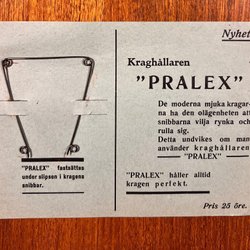 Nyhet
Kraghållaren
"PRALEX"
De moderna mjuka kragar-
na ha den olägenheten att
snibbarna vilja rynka och
rulla sig.
Detta undvikes om man
använder kraghållaren
"PRALEX"
"PRALEX" fastsättes
under slipsen i kragens
snibbar.
"PRALEX" håller alltid
kragen perfekt.
Pris 25 öre.